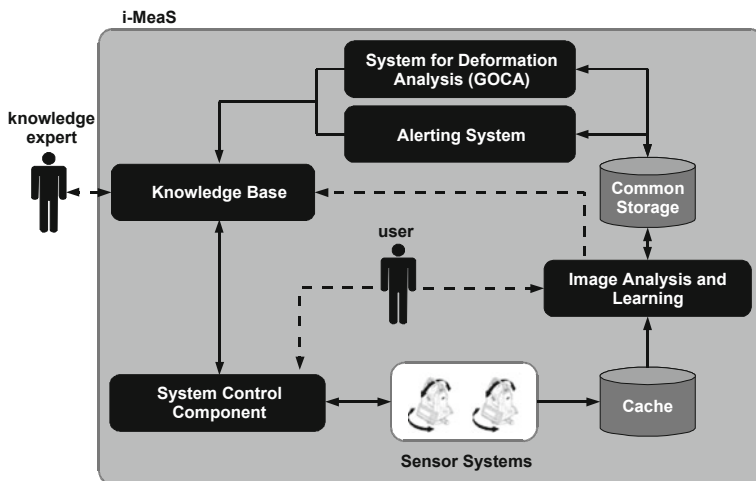 i-MeaS
System for Deformation
Analysis (GOCA)
knowledge
expert
Alerting System
Knowledge Base
Common
Storage
user
Image Analysis and
Learning
System Control
Component
Cache
Sensor Systems